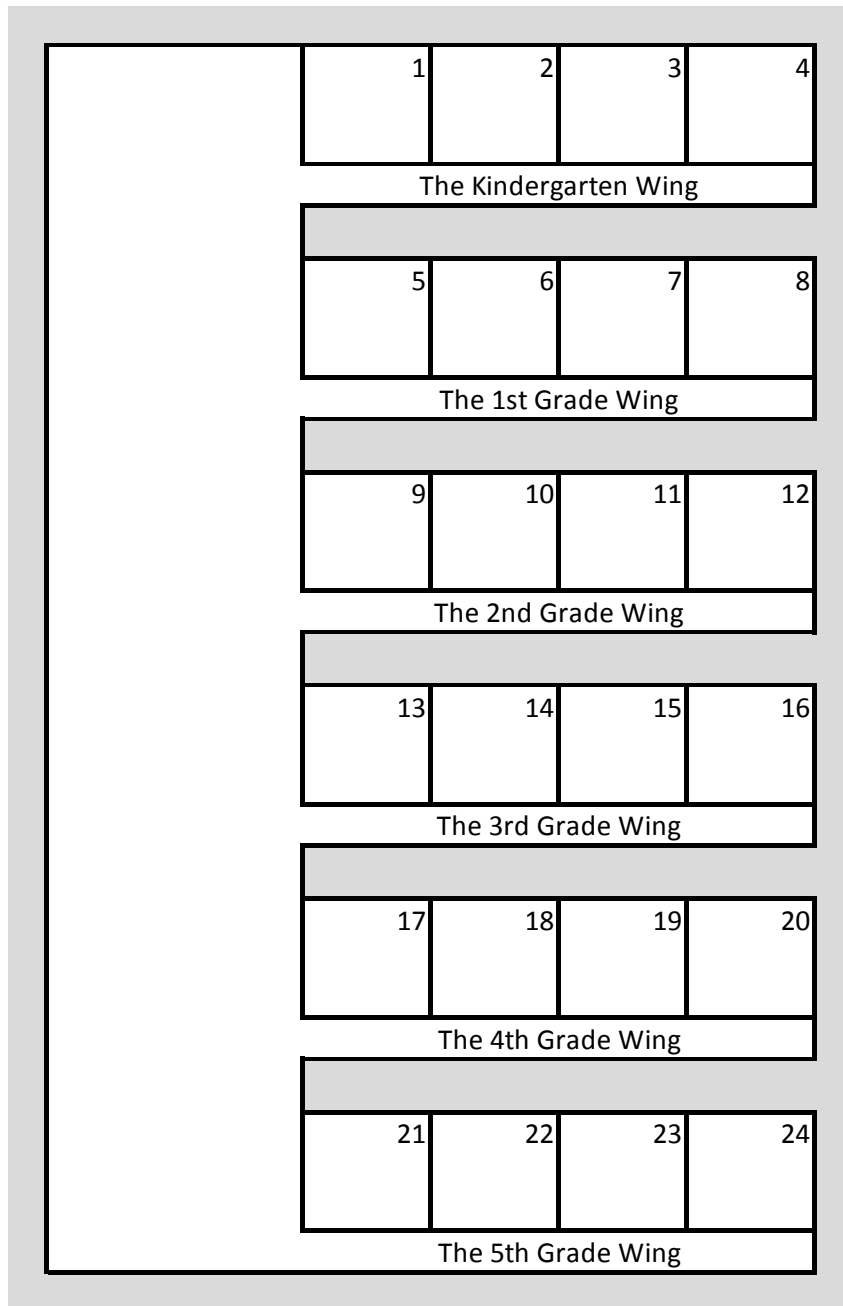 1 2 3 4
The Kindergarten Wing
5 6 7 8
The 1st Grade Wing
9 10 11 12
The 2nd Grade Wing
13 14 15 16
The 3rd Grade Wing
17 18 19 20
The 4th Grade Wing
21 22 23 24
The 5th Grade Wing